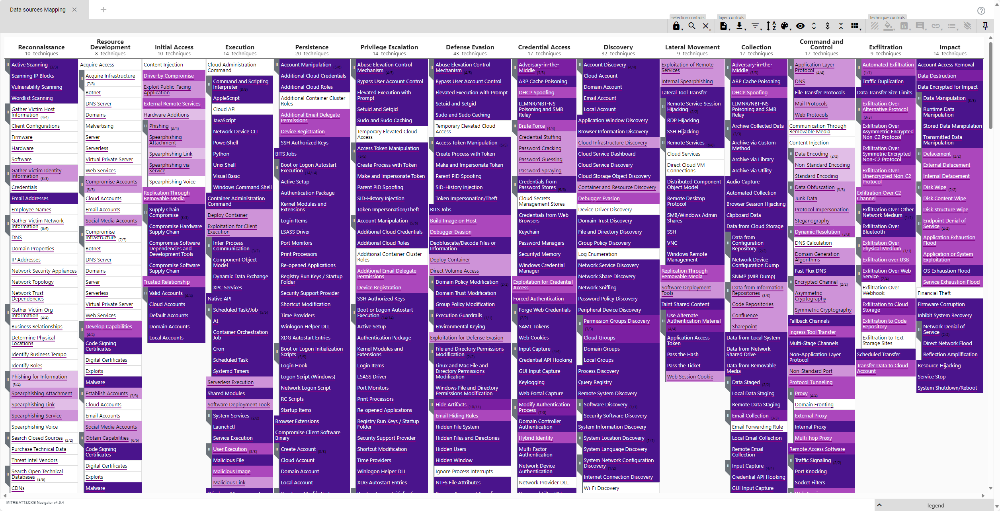 Data sources Mapping
selection controls
layer controls
technique controls
Reconnaissance
10 techniques
Active Scanning (3/3)
Scanning IP Blocks
Vulnerability Scanning
Wordlist Scanning
Gather Victim Host
Information (4/4)
Client Configurations
Firmware
Hardware
Software
Gather Victim Identity
Information (3/3)
Credentials
Email Addresses
Employee Names
Gather Victim Network
Information (6/6)
DNS
Domain Properties
IP Addresses
Network Security Appliances
Network Topology
Network Trust
Dependencies
Gather Victim Org
Information (4/4)
Business Relationships
Determine Physical
Locations
Identify Business Tempo
Identify Roles
Phishing for Information
(3/4)
Spearphishing Attachment
Spearphishing Link
Spearphishing Service
Spearphishing Voice
Search Closed Sources (2/2)
Purchase Technical Data
Threat Intel Vendors
Search Open Technical
Databases (5/5)
CDNs
Resource
Development
8 techniques
Acquire Access
Acquire Infrastructure
(7/8)
Botnet
DNS Server
Domains
Malvertising
Server
Serverless
Virtual Private Server
Web Services
Compromise Accounts
(3/3)
Cloud Accounts
Email Accounts
Social Media Accounts
Compromise
Infrastructure (7/7)
Botnet
DNS Server
Domains
Server
Serverless
Virtual Private Server
Web Services
Develop Capabilities
(4/4)
Code Signing
Certificates
Digital Certificates
Exploits
Malware
Establish Accounts (3/3)
Cloud Accounts
Email Accounts
Social Media Accounts
Obtain Capabilities (6/6)
Code Signing
Certificates
Digital Certificates
Exploits
Malware
Initial Access
10 techniques
Content Injection
Drive-by Compromise
Exploit Public-Facing
Application
External Remote Services
Hardware Additions
Phishing (3/4)
Spearphishing
Attachment
Spearphishing Link
Spearphishing via
Service
Spearphishing Voice
Replication Through
Removable Media
Supply Chain
Compromise (3/3)
Compromise Hardware
Supply Chain
Compromise Software
Dependencies and
Development Tools
Compromise Software
Supply Chain
Trusted Relationship
Valid Accounts (4/4)
Cloud Accounts
Default Accounts
Domain Accounts
Local Accounts
Execution
14 techniques
Cloud Administration
Command
Command and Scripting
Interpreter (8/9)
AppleScript
Cloud API
JavaScript
Network Device CLI
PowerShell
Python
Unix Shell
Visual Basic
Windows Command Shell
Container Administration
Command
Deploy Container
Exploitation for Client
Execution
Inter-Process
Communication (3/3)
Component Object
Model
Dynamic Data Exchange
XPC Services
Native API
Scheduled Task/Job (5/5)
At
Container Orchestration
Job
Cron
Scheduled Task
Systemd Timers
Serverless Execution
Shared Modules
Software Deployment Tools
System Services (2/2)
Launchctl
Service Execution
User Execution (3/3)
Malicious File
Malicious Image
Malicious Link
Persistence
20 techniques
Account Manipulation (5/6)
Additional Cloud Credentials
Additional Cloud Roles
Additional Container Cluster
Roles
Additional Email Delegate
Permissions
Device Registration
SSH Authorized Keys
BITS Jobs
Boot or Logon Autostart
Execution (14/14)
Active Setup
Authentication Package
Kernel Modules and
Extensions
Login Items
LSASS Driver
Port Monitors
Print Processors
Re-opened Applications
Registry Run Keys / Startup
Folder
Security Support Provider
Shortcut Modification
Time Providers
Winlogon Helper DLL
XDG Autostart Entries
Boot or Logon Initialization
Scripts (5/5)
Login Hook
Logon Script (Windows)
Network Logon Script
RC Scripts
Startup Items
Browser Extensions
Compromise Client Software
Binary
Create Account (3/3)
Cloud Account
Domain Account
Local Account
Privilege Escalation
14 techniques
Abuse Elevation Control
Mechanism (4/5)
Bypass User Account Control
Elevated Execution with
Prompt
Setuid and Setgid
Sudo and Sudo Caching
Temporary Elevated Cloud
Access
Access Token Manipulation
(5/5)
Create Process with Token
Make and Impersonate Token
Parent PID Spoofing
SID-History Injection
Token Impersonation/Theft
Account Manipulation (5/6)
Additional Cloud Credentials
Additional Cloud Roles
Additional Container Cluster
Roles
Additional Email Delegate
Permissions
Device Registration
SSH Authorized Keys
Boot or Logon Autostart
Execution (14/14)
Active Setup
Authentication Package
Kernel Modules and
Extensions
Login Items
LSASS Driver
Port Monitors
Print Processors
Re-opened Applications
Registry Run Keys / Startup
Folder
Security Support Provider
Shortcut Modification
Time Providers
Winlogon Helper DLL
XDG Autostart Entries
Defense Evasion
43 techniques
Abuse Elevation Control
Mechanism (4/5)
Bypass User Account Control
Elevated Execution with Prompt
Setuid and Setgid
Sudo and Sudo Caching
Temporary Elevated Cloud
Access
Access Token Manipulation (5/5)
Create Process with Token
Make and Impersonate Token
Parent PID Spoofing
SID-History Injection
Token Impersonation/Theft
BITS Jobs
Build Image on Host
Debugger Evasion
Deobfuscate/Decode Files or
Information
Deploy Container
Direct Volume Access
Domain Policy Modification (2/2)
Domain Trust Modification
Group Policy Modification
Execution Guardrails (1/1)
Environmental Keying
Exploitation for Defense Evasion
File and Directory Permissions
Modification (2/2)
Linux and Mac File and
Directory Permissions
Modification
Windows File and Directory
Permissions Modification
Hide Artifacts (10/11)
Email Hiding Rules
Hidden File System
Hidden Files and Directories
Hidden Users
Hidden Window
Ignore Process Interrupts
NTFS File Attributes
Credential Access
17 techniques
Adversary-in-the-
Middle (3/3)
ARP Cache Poisoning
DHCP Spoofing
LLMNR/NBT-NS
Poisoning and SMB
Relay
Brute Force (4/4)
Credential Stuffing
Password Cracking
Password Guessing
Password Spraying
Credentials from
Password Stores (5/6)
Cloud Secrets
Management Stores
Credentials from Web
Browsers
Keychain
Password Managers
Securityd Memory
Windows Credential
Manager
Exploitation for Credential
Access
Forced Authentication
Forge Web Credentials
(2/2)
SAML Tokens
Web Cookies
Input Capture (4/4)
Credential API Hooking
GUI Input Capture
Keylogging
Web Portal Capture
Modify Authentication
Process (7/8)
Domain Controller
Authentication
Hybrid Identity
Multi-Factor
Authentication
Network Device
Authentication
Network Provider DLL
Discovery
32 techniques
Account Discovery (4/4)
Cloud Account
Domain Account
Email Account
Local Account
Application Window Discovery
Browser Information Discovery
Cloud Infrastructure Discovery
Cloud Service Dashboard
Cloud Service Discovery
Cloud Storage Object Discovery
Container and Resource Discovery
Debugger Evasion
Device Driver Discovery
Domain Trust Discovery
File and Directory Discovery
Group Policy Discovery
Log Enumeration
Network Service Discovery
Network Share Discovery
Network Sniffing
Password Policy Discovery
Peripheral Device Discovery
Permission Groups Discovery
(3/3)
Cloud Groups
Domain Groups
Local Groups
Process Discovery
Query Registry
Remote System Discovery
Software Discovery (1/1)
Security Software Discovery
System Information Discovery
System Location Discovery (1/1)
System Language Discovery
System Network Configuration
Discovery (1/2)
Internet Connection Discovery
Wi-Fi Discovery
Lateral Movement
9 techniques
Exploitation of Remote
Services
Internal Spearphishing
Lateral Tool Transfer
Remote Service Session
Hijacking (2/2)
RDP Hijacking
SSH Hijacking
Remote Services (6/8)
Cloud Services
Direct Cloud VM
Connections
Distributed Component
Object Model
Remote Desktop
Protocol
SMB/Windows Admin
Shares
SSH
VNC
Windows Remote
Management
Replication Through
Removable Media
Software Deployment
Tools
Taint Shared Content
Use Alternate
Authentication Material
(4/4)
Application Access
Token
Pass the Hash
Pass the Ticket
Web Session Cookie
Collection
17 techniques
Adversary-in-the-
Middle (3/3)
ARP Cache Poisoning
DHCP Spoofing
LLMNR/NBT-NS
Poisoning and SMB
Relay
Archive Collected Data
(3/3)
Archive via Custom
Method
Archive via Library
Archive via Utility
Audio Capture
Automated Collection
Browser Session Hijacking
Clipboard Data
Data from Cloud Storage
Data from
Configuration
Repository (2/2)
Network Device
Configuration Dump
SNMP (MIB Dump)
Data from Information
Repositories (3/3)
Code Repositories
Confluence
Sharepoint
Data from Local System
Data from Network
Shared Drive
Data from Removable
Media
Data Staged (2/2)
Local Data Staging
Remote Data Staging
Email Collection (3/3)
Email Forwarding Rule
Local Email Collection
Remote Email
Collection
Input Capture (4/4)
Credential API Hooking
GUI Input Capture
Command and
Control
17 techniques
Application Layer
Protocol (4/4)
DNS
File Transfer Protocols
Mail Protocols
Web Protocols
Communication Through
Removable Media
Content Injection
Data Encoding (2/2)
Non-Standard Encoding
Standard Encoding
Data Obfuscation (3/3)
Junk Data
Protocol Impersonation
Steganography
Dynamic Resolution (3/3)
DNS Calculation
Domain Generation
Algorithms
Fast Flux DNS
Encrypted Channel (2/2)
Asymmetric
Cryptography
Symmetric Cryptography
Fallback Channels
Ingress Tool Transfer
Multi-Stage Channels
Non-Application Layer
Protocol
Non-Standard Port
Protocol Tunneling
Proxy (4/4)
Domain Fronting
External Proxy
Internal Proxy
Multi-hop Proxy
Remote Access Software
Traffic Signaling (2/2)
Port Knocking
Socket Filters
Exfiltration
9 techniques
Automated Exfiltration
(1/1)
Traffic Duplication
Data Transfer Size Limits
Exfiltration Over
Alternative Protocol
(3/3)
Exfiltration Over
Asymmetric Encrypted
Non-C2 Protocol
Exfiltration Over
Symmetric Encrypted
Non-C2 Protocol
Exfiltration Over
Unencrypted Non-C2
Protocol
Exfiltration Over C2
Channel
Exfiltration Over Other
Network Medium (1/1)
Exfiltration Over
Bluetooth
Exfiltration Over
Physical Medium (1/1)
Exfiltration over USB
Exfiltration Over Web
Service (2/4)
Exfiltration Over
Webhook
Exfiltration to Cloud
Storage
Exfiltration to Code
Repository
Exfiltration to Text
Storage Sites
Scheduled Transfer
Transfer Data to Cloud
Account
Impact
14 techniques
Account Access Removal
Data Destruction
Data Encrypted for Impact
Data Manipulation (3/3)
Runtime Data
Manipulation
Stored Data Manipulation
Transmitted Data
Manipulation
Defacement (2/2)
External Defacement
Internal Defacement
Disk Wipe (2/2)
Disk Content Wipe
Disk Structure Wipe
Endpoint Denial of
Service (4/4)
Application Exhaustion
Flood
Application or System
Exploitation
OS Exhaustion Flood
Service Exhaustion Flood
Financial Theft
Firmware Corruption
Inhibit System Recovery
Network Denial of
Service (2/2)
Direct Network Flood
Reflection Amplification
Resource Hijacking
Service Stop
System Shutdown/Reboot
MITRE ATT&CK® Navigator v4.9.4
legend